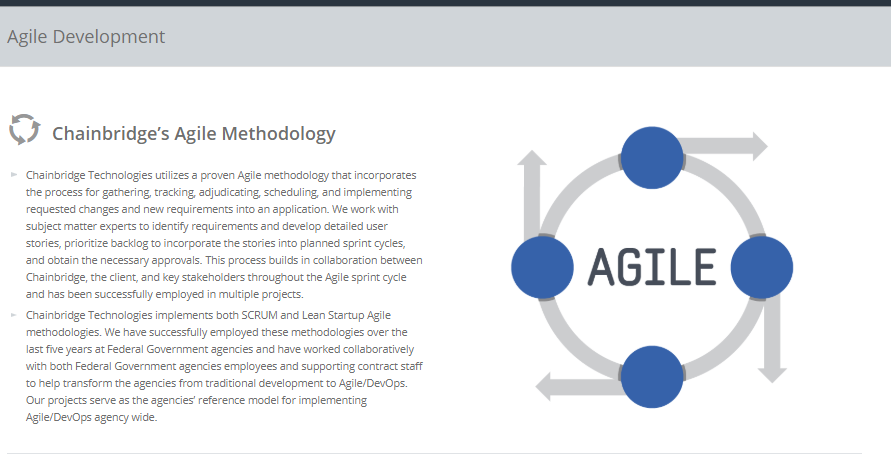 Agile Development
Chainbridge's Agile Methodology
Chainbridge Technologies utilizes a proven Agile methodology that incorporates
the process for gathering, tracking, adjudicating, scheduling, and implementing
requested changes and new requirements into an application. We work with
subject matter experts to identify requirements and develop detailed user
stories, prioritize backlog to incorporate the stories into planned sprint cycles,
and obtain the necessary approvals. This process builds in collaboration between
Chainbridge, the client, and key stakeholders throughout the Agile sprint cycle
and has been successfully employed in multiple projects.
Chainbridge Technologies implements both SCRUM and Lean Startup Agile
methodologies. We have successfully employed these methodologies over the
last five years at Federal Government agencies and have worked collaboratively
with both Federal Government agencies employees and supporting contract staff
to help transform the agencies from traditional development to Agile/DevOps.
Our projects serve as the agencies' reference model for implementing
Agile/DevOps agency wide.
AGILE